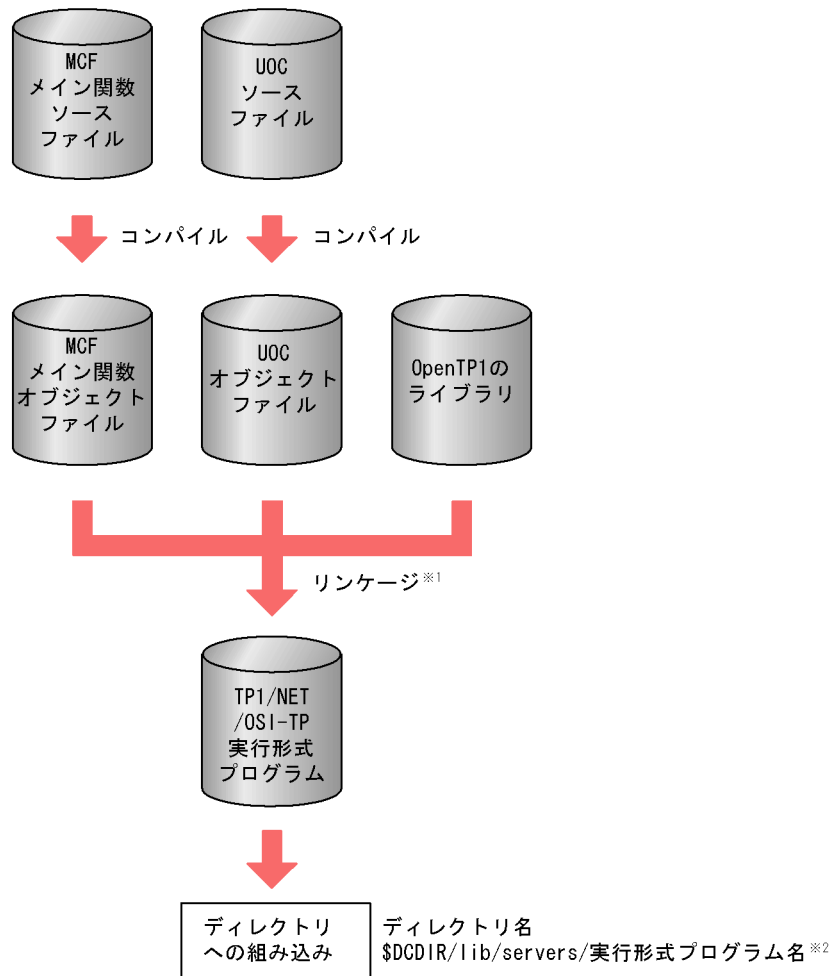 MCF
メイン関数
ソース
ファイル
UOC
ソース
ファイル
コンパイル
コンパイル
MCF
メイン関数
オブジェクト
ファイル
UOC
オブジェクト
ファイル
OpenTP1の
ライブラリ
リンケージ※1
TP1/NET
/OSI-TP
実行形式
プログラム
ディレクトリ
への組み込み
ディレクトリ名
$DCDIR/lib/servers/実行形式プログラム名※2